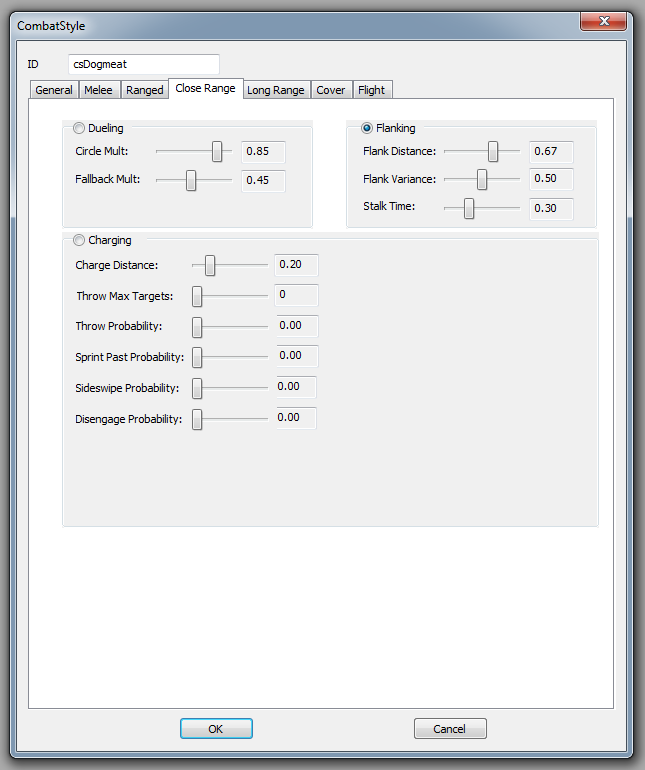 CombatStyle
ID csDogmeat
General Melee Ranged Close Range Long Range Cover Flight
Dueling
Circle Mult: 0.85
Fallback Mult: 0.45
Flanking
Flank Distance: 0.67
Flank Variance: 0.50
Stalk Time: 0.30
Charging
Charge Distance: 0.20
Throw Max Targets: 0
Throw Probability: 0.00
Sprint Past Probability: 0.00
Sideswipe Probability: 0.00
Disengage Probability: 0.00
OK Cancel